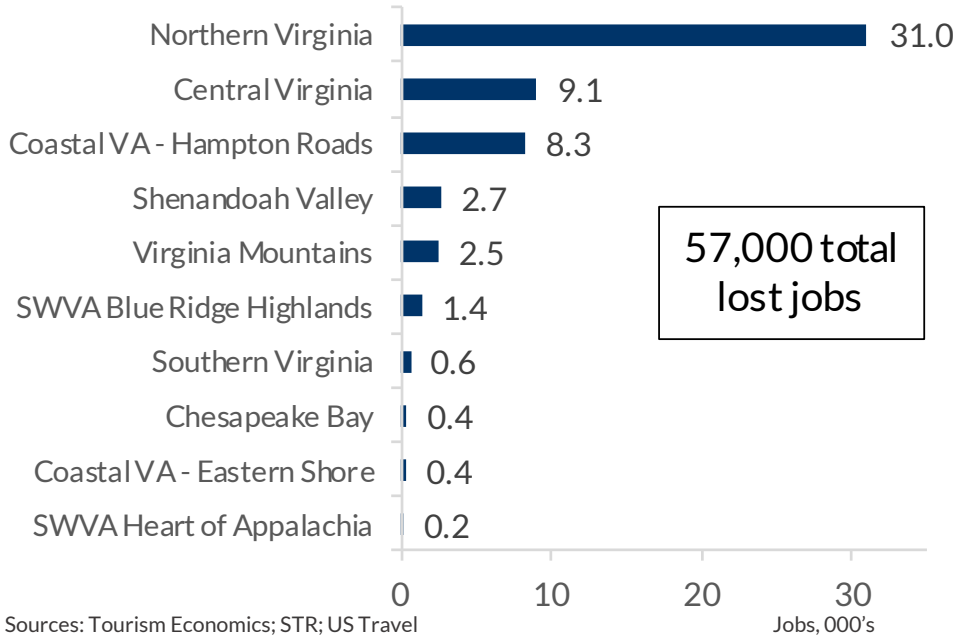 Northern Virginia 31.0
Central Virginia 9.1
Coastal VA - Hampton Roads 8.3
Shenandoah Valley 2.7
Virginia Mountains 2.5
SWVA Blue Ridge Highlands 1.4
Southern Virginia 0.6
Chesapeake Bay 0.4
Coastal VA - Eastern Shore 0.4
SWVA Heart of Appalachia 0.2
57,000 total
lost jobs
0 10 20 30
Sources: Tourism Economics; STR; US Travel
Jobs, 000's